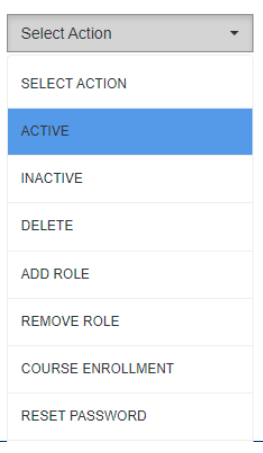 Select Action
SELECT ACTION
ACTIVE
INACTIVE
DELETE
ADD ROLE
REMOVE ROLE
COURSE ENROLLMENT
RESET PASSWORD